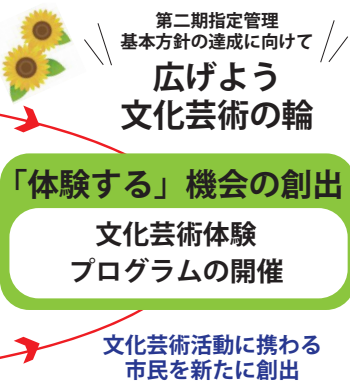 第二期指定管理
基本方針の達成に向けて
広げよう
文化芸術の輪
「体験する」機会の創出
文化芸術体験
プログラムの開催
文化芸術活動に携わる
市民を新たに創出